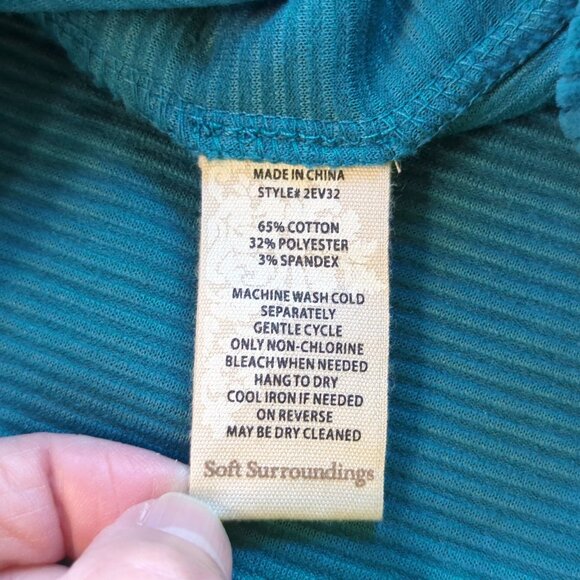 MADE IN CHINA
STYLE# 2EV32
65% COTTON
32% POLYESTER
3% SPANDEX
MACHINE WASH COLD
SEPARATELY
GENTLE CYCLE
ONLY NON-CHLORINE
BLEACH WHEN NEEDED
HANG TO DRY
COOL IRON IF NEEDED
ON REVERSE
MAY BE DRY CLEANED
Soft Surroundings